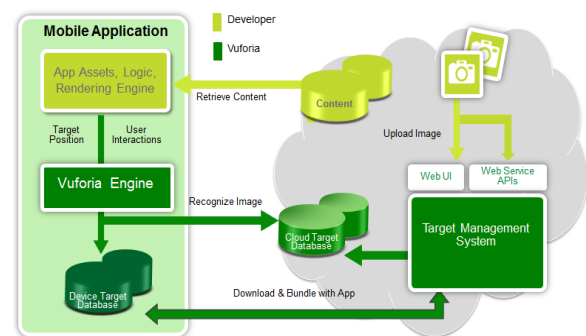 Developer
Vuforia
Mobile Application
App Assets, Logic,
Rendering Engine
Retrieve Content
Content
Target
Position
User
Interactions
Upload Image
Web UI
Web Service
APIs
Vuforia Engine
Recognize Image
Cloud Target
Database
Target Management
System
Device Target
Database
Download & Bundle with App